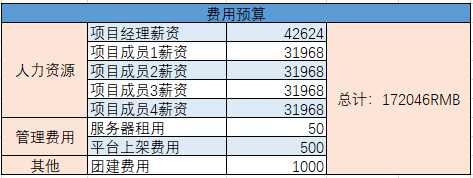 费用预算
人力资源
项目经理薪资 42624
项目成员1薪资 31968
项目成员2薪资 31968
项目成员3薪资 31968
项目成员4薪资 31968
管理费用
服务器租用 50
平台上架费用 500
其他
团建费用 1000
总计：172046RMB